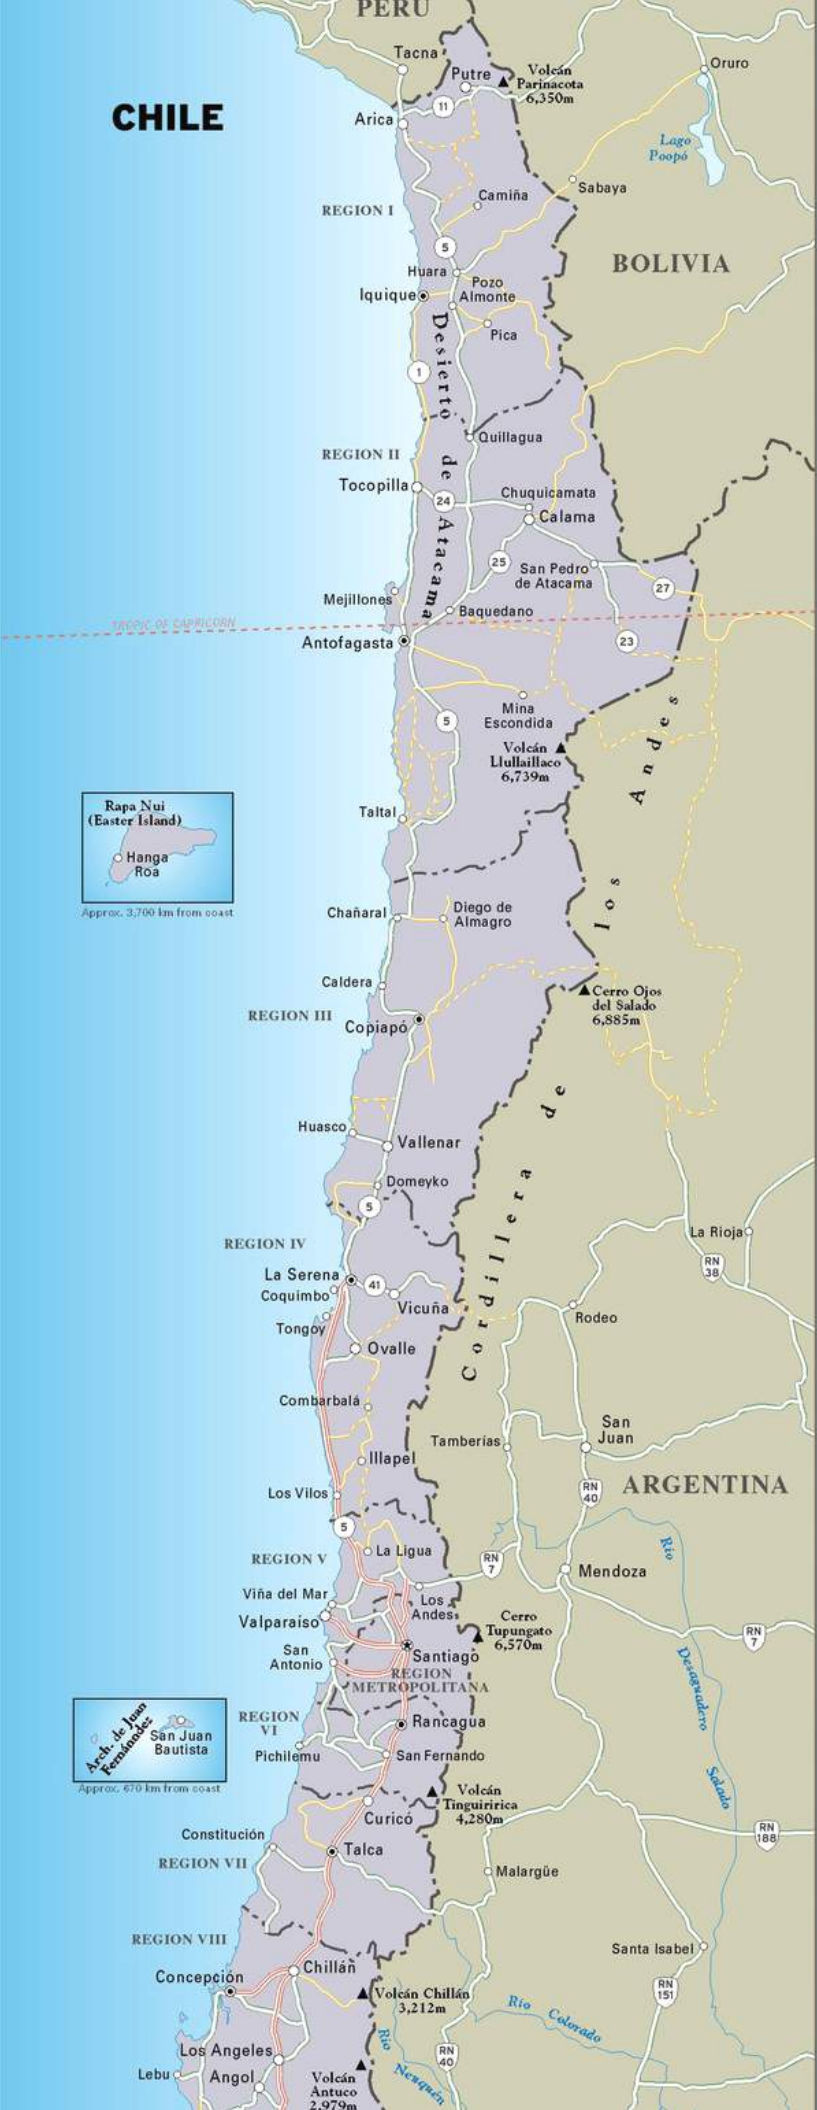 PERU
Tacna
Putre
Volcán
Parinacota
6,350m
Oruro
CHILE
11
Arica
Lago
Poopó
Sabaya
Camiña
REGION I
5
BOLIVIA
Huara
Pozo
Almonte
Iquique
Pica
Desierto de Atacama
1
Quillagua
REGION II
Tocopilla
24
Chuquicamata
Calama
25
San Pedro
de Atacama
27
Mejillones
Baquedano
TROPIC OF CAPRICORN
Antofagasta
23
Mina
Escondida
5
Volcán
Llullaillaco
6,739m
Cordillera de los Andes
Rapa Nui
(Easter Island)
Hanga
Roa
Approx. 3,700 km from coast
Taltal
Chañaral
Diego de
Almagro
Caldera
Cerro Ojos
del Salado
6,885m
REGION III
Copiapó
Huasco
Vallenar
Domeyko
5
La Rioja
REGION IV
RN
38
La Serena
41
Coquimbo
Vicuña
Rodeo
Tongoy
Ovalle
Combarbalá
San
Juan
Tamberías
Illapel
ARGENTINA
Los Vilos
RN
40
5
La Ligua
REGION V
RN
7
Mendoza
Viña del Mar
Los
Andes
Valparaíso
Cerro
Tupungato
6,570m
RN
7
Santiago
San
Antonio
REGION
METROPOLITANA
Río Desaguadero Salado
REGION
VI
Rancagua
Arch. de Juan
Fernánndez
San Juan
Bautista
Approx. 670 km from coast
Pichilemu
San Fernando
Volcán
Tinguiririca
4,280m
Curicó
RN
188
Constitución
Talca
REGION VII
Malargüe
REGION VIII
Santa Isabel
Chillán
Concepción
Volcán Chillán
3,212m
RN
151
Río Colorado
Los Angeles
Río Neuquén
RN
40
Lebu
Angol
Volcán
Antuco
2,979m